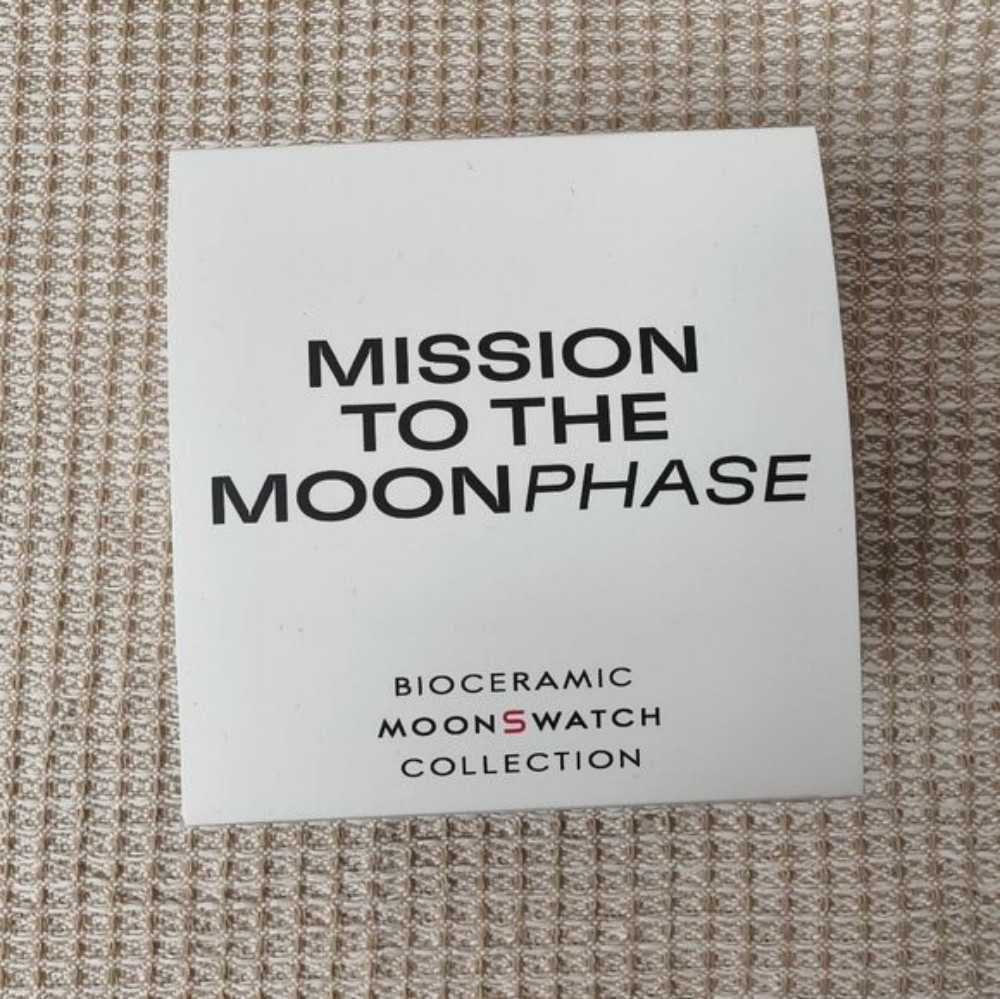 MISSION
TO THE
MOONPHASE
BIOCERAMIC
MOONSWATCH
COLLECTION